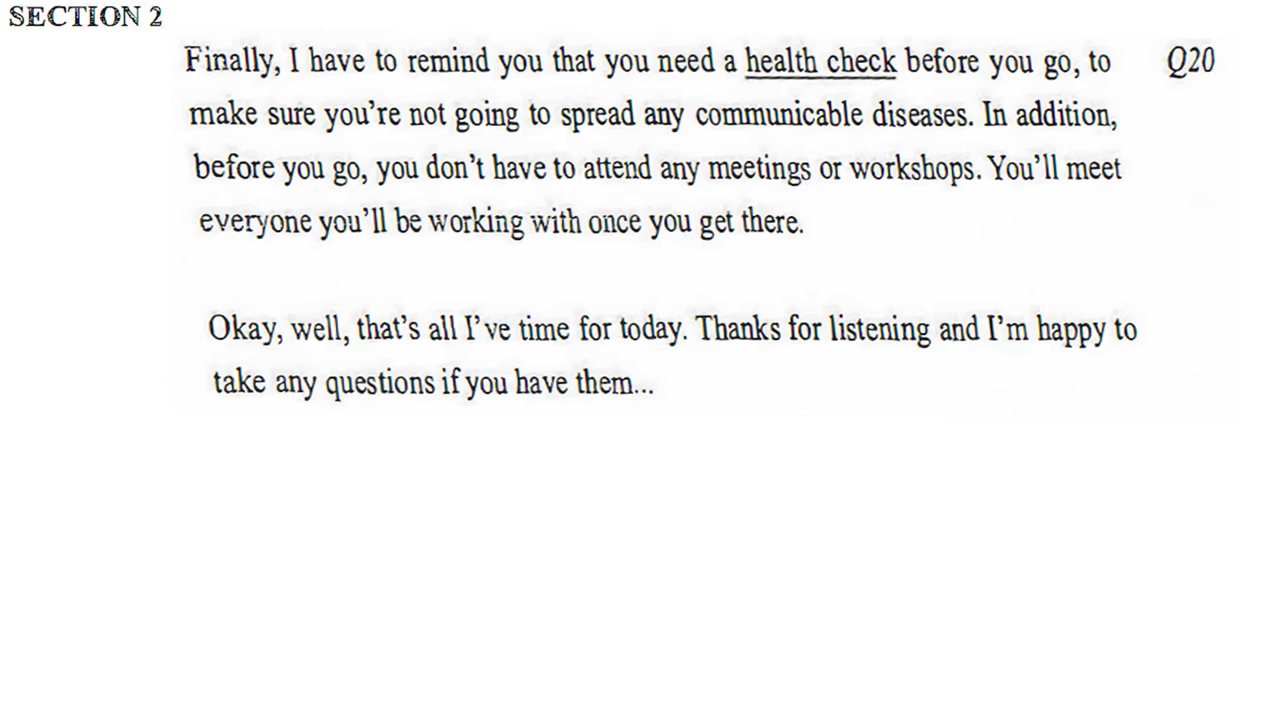 SECTION 2
Finally, I have to remind you that you need a health check before you go, to Q20
make sure you're not going to spread any communicable diseases. In addition,
before you go, you don't have to attend any meetings or workshops. You'll meet
everyone you'll be working with once you get there.
Okay, well, that's all I've time for today. Thanks for listening and I'm happy to
take any questions if you have them...